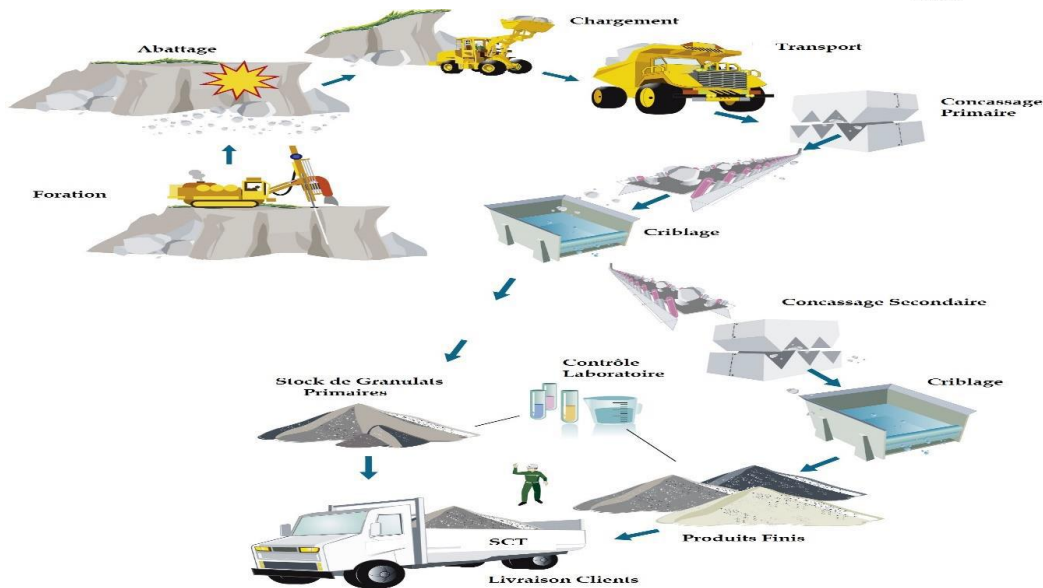 Chargement
Abattage
Transport
Concassage
Primaire
Foration
Criblage
Concassage Secondaire
Contrôle
Laboratoire
Stock de Granulats
Primaires
Criblage
SCT
Produits Finis
Livraison Clients